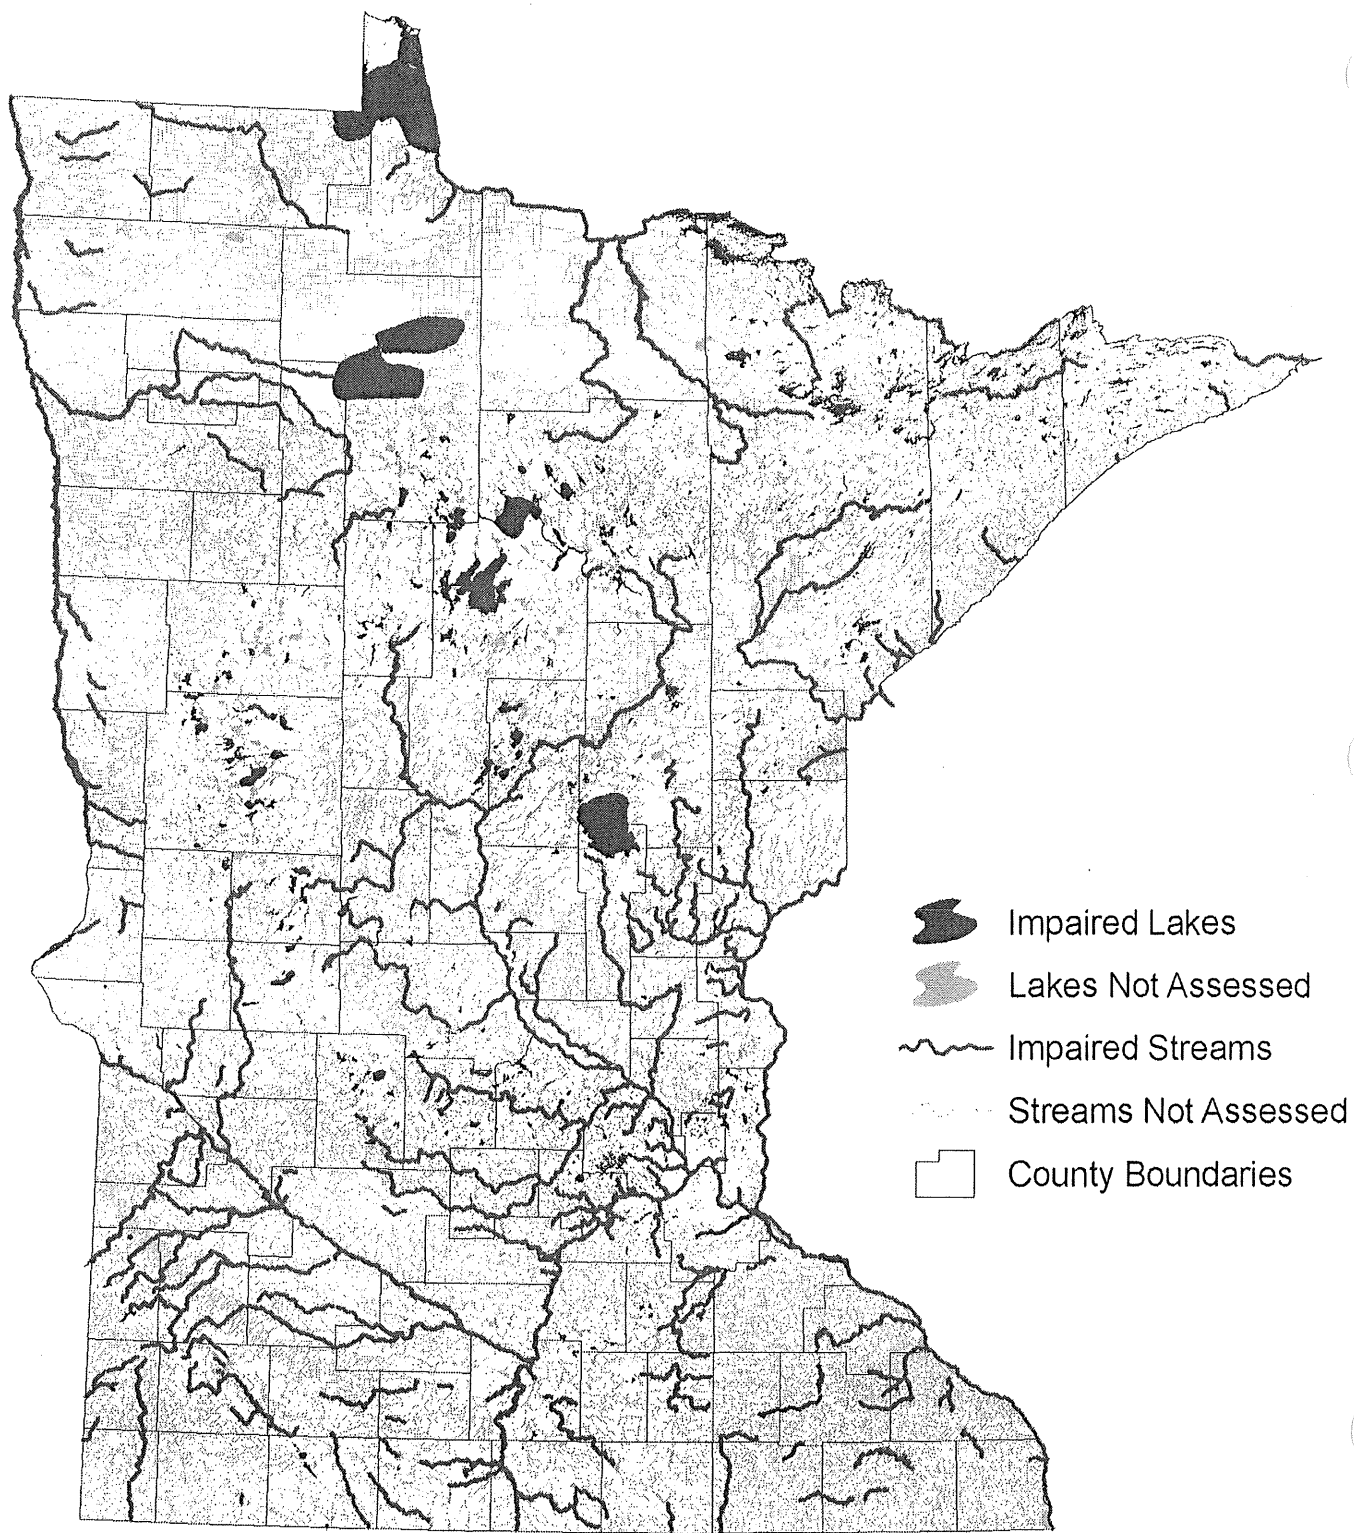 Impaired Lakes
Lakes Not Assessed
Impaired Streams
Streams Not Assessed
County Boundaries